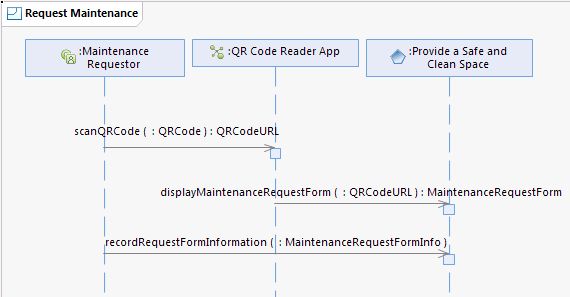 Request Maintenance
:Maintenance
Requestor
:QR Code Reader App
:Provide a Safe and
Clean Space
scanQRCode ( : QRCode ) : QRCodeURL
displayMaintenanceRequestForm ( : QRCodeURL ) : MaintenanceRequestForm
recordRequestFormInformation ( : MaintenanceRequestFormInfo )